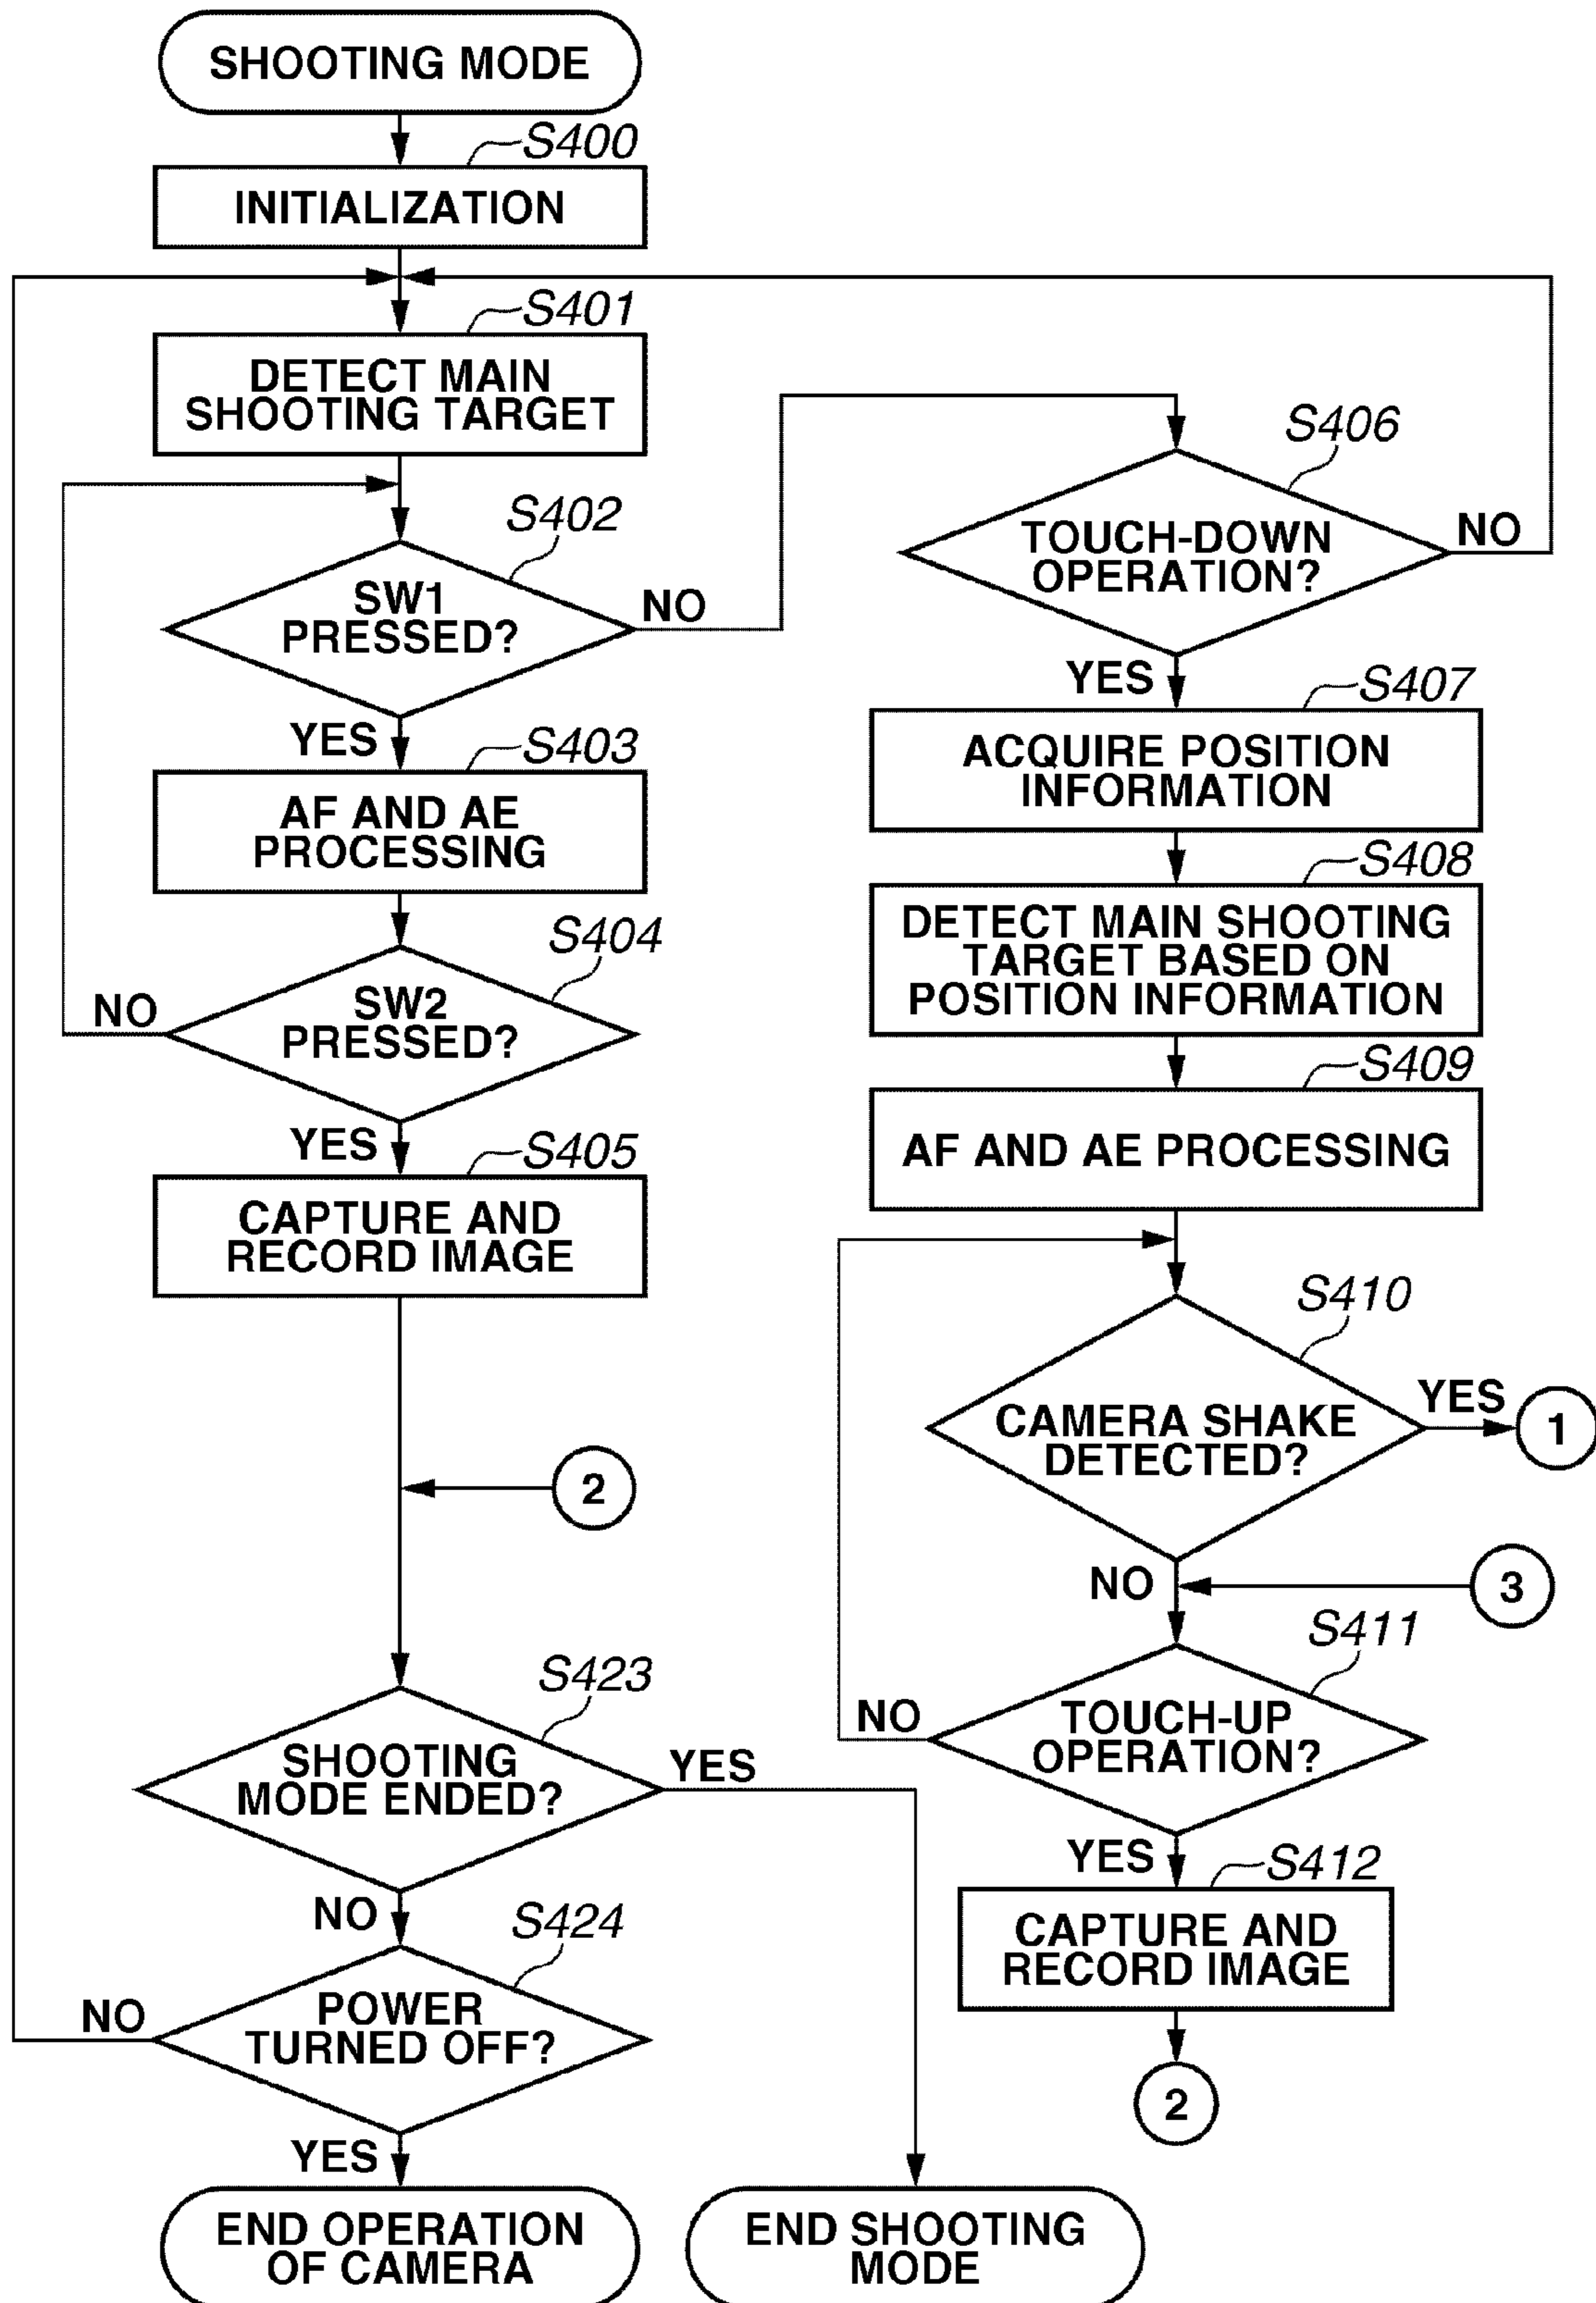 SHOOTING MODE
S400
INITIALIZATION
S401
DETECT MAIN
SHOOTING TARGET
S402
SW1
PRESSED?
NO
YES
S403
AF AND AE
PROCESSING
S404
SW2
PRESSED?
NO
YES
S405
CAPTURE AND
RECORD IMAGE
2
S423
SHOOTING
MODE ENDED?
YES
NO
S424
POWER
TURNED OFF?
NO
YES
END OPERATION
OF CAMERA
END SHOOTING
MODE
S406
TOUCH-DOWN
OPERATION?
NO
YES
S407
ACQUIRE POSITION
INFORMATION
S408
DETECT MAIN SHOOTING
TARGET BASED ON
POSITION INFORMATION
S409
AF AND AE PROCESSING
S410
CAMERA SHAKE
DETECTED?
YES
1
NO
3
S411
TOUCH-UP
OPERATION?
NO
YES
S412
CAPTURE AND
RECORD IMAGE
2